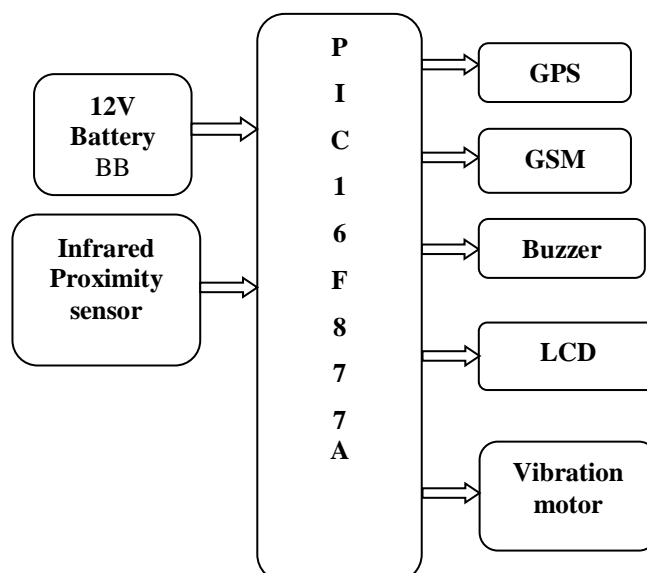 12V
Battery
BB
Infrared
Proximity
sensor
P
I
C
1
6
F
8
7
7
A
GPS
GSM
Buzzer
LCD
Vibration
motor